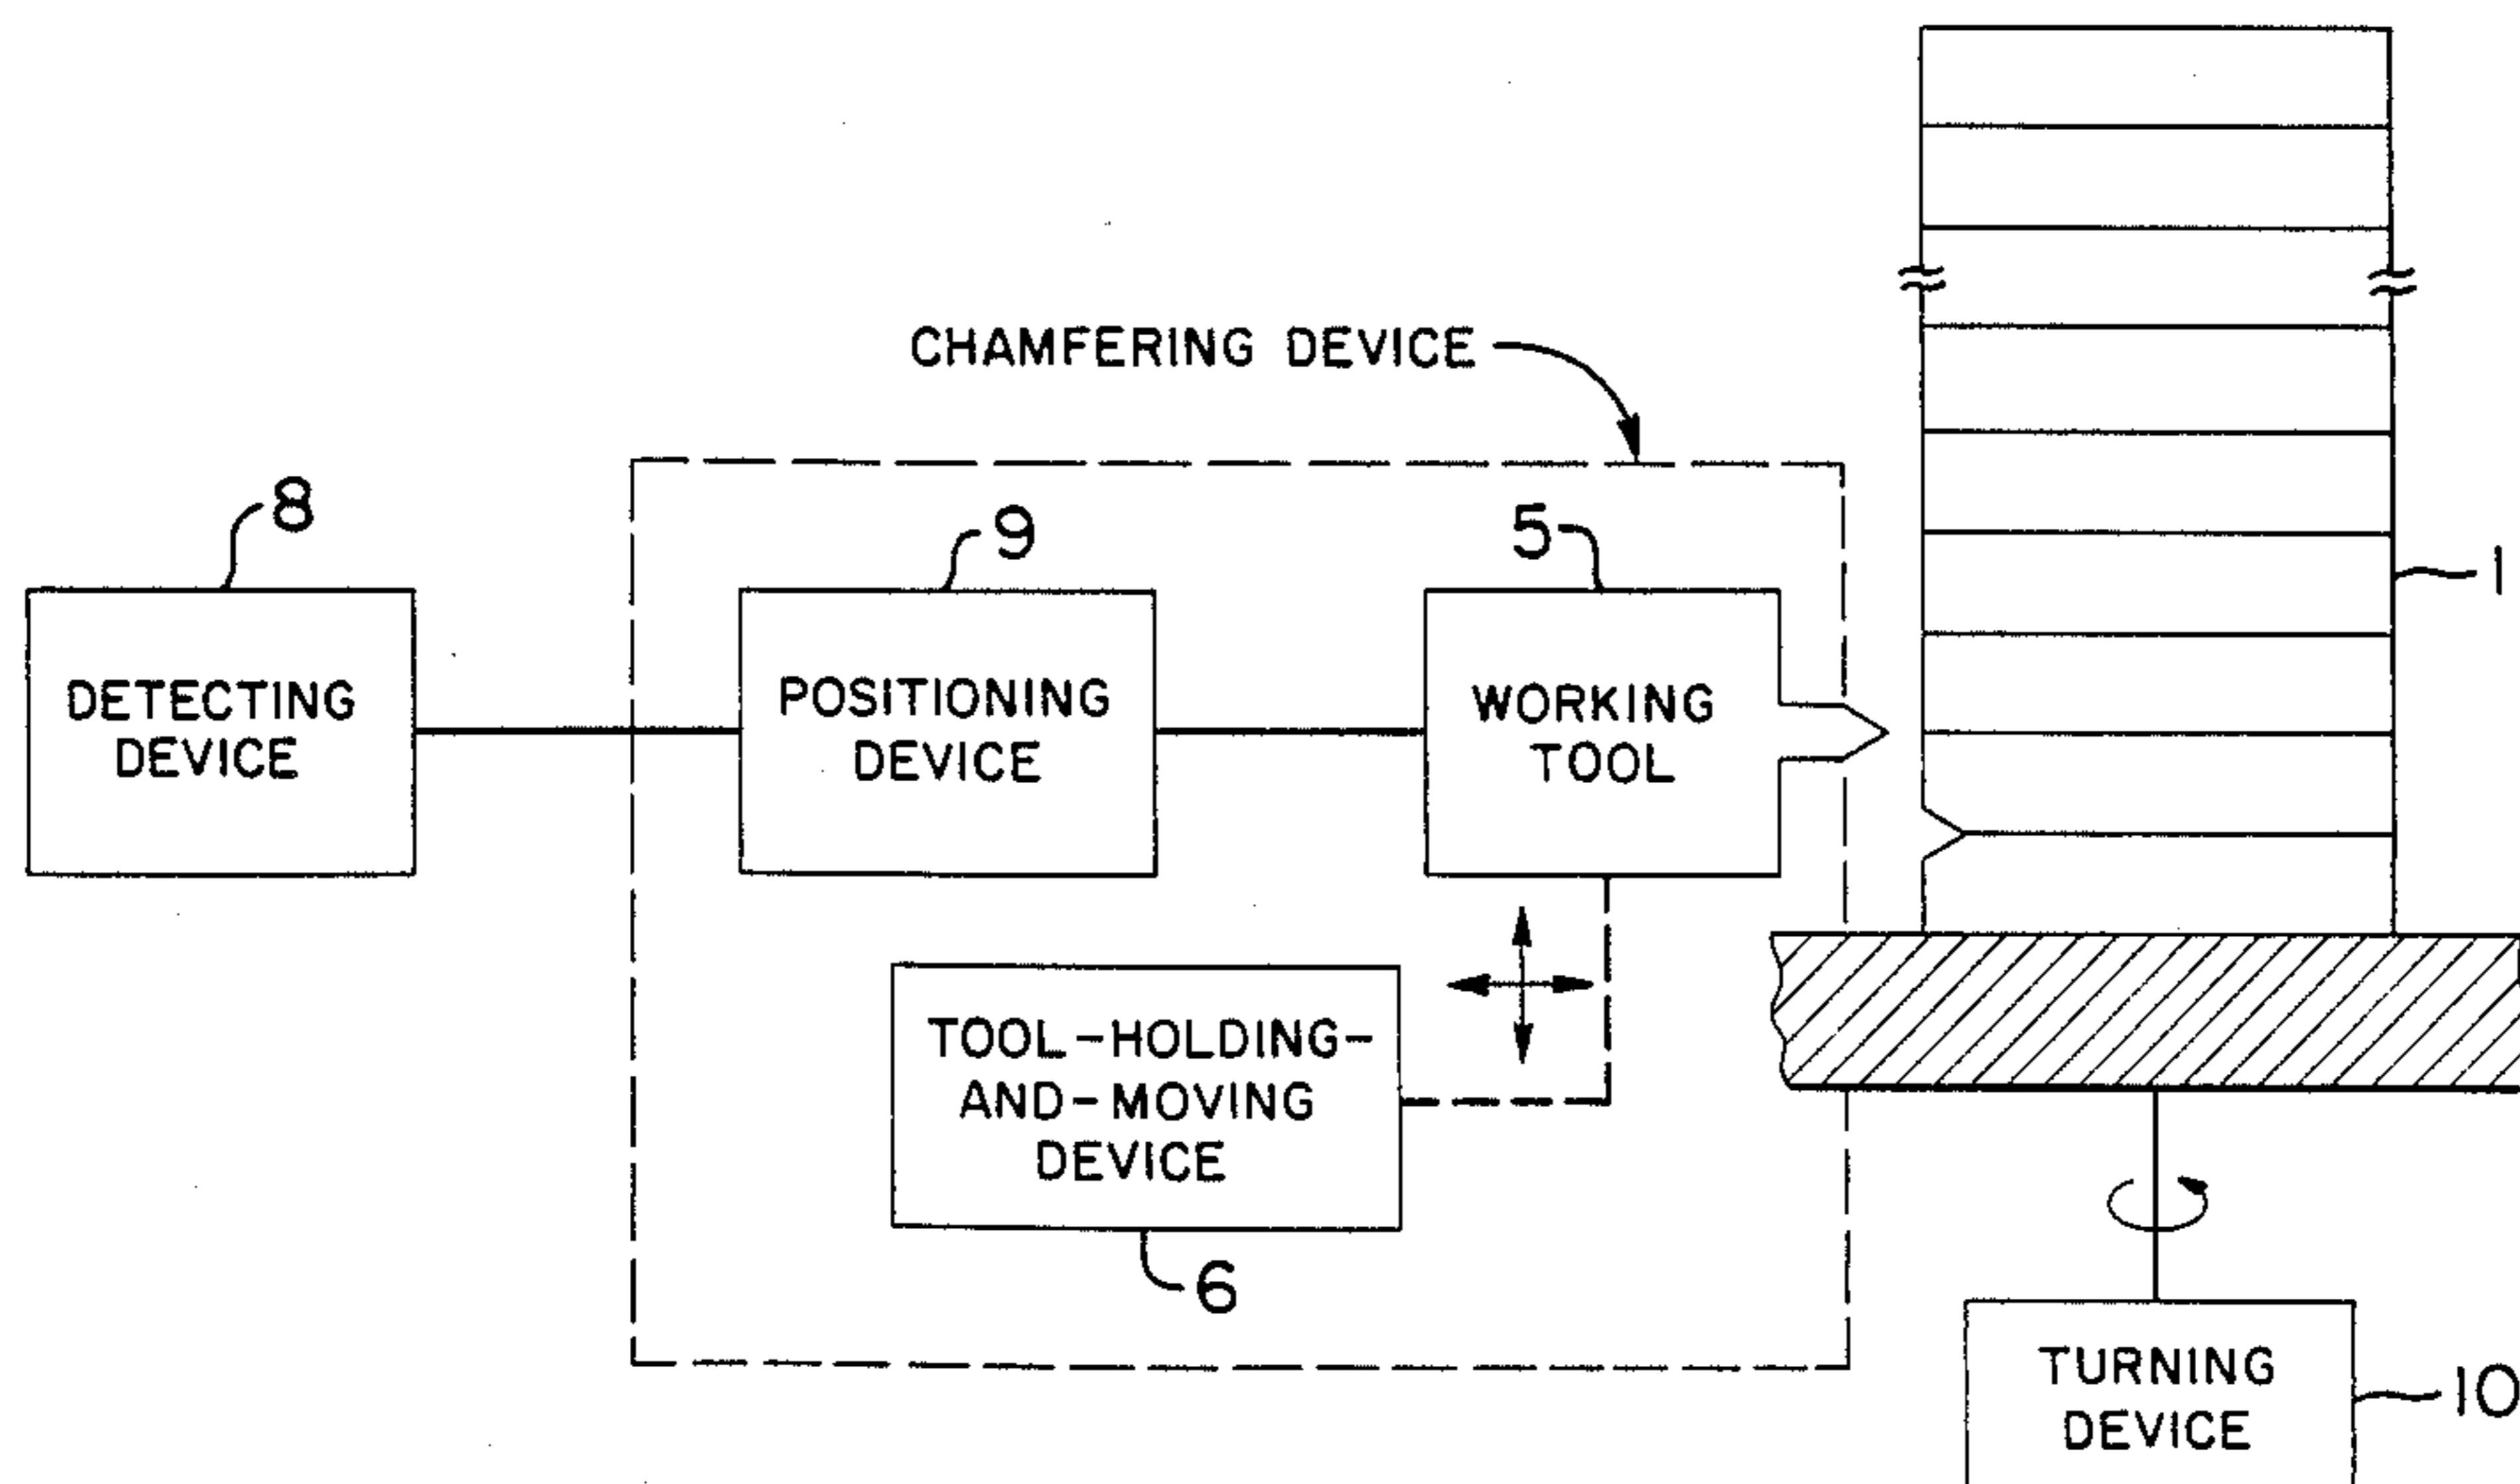 CHAMFERING DEVICE
8
9
5
1
DETECTING
DEVICE
POSITIONING
DEVICE
WORKING
TOOL
TOOL-HOLDING-
AND-MOVING
DEVICE
6
TURNING
DEVICE
10